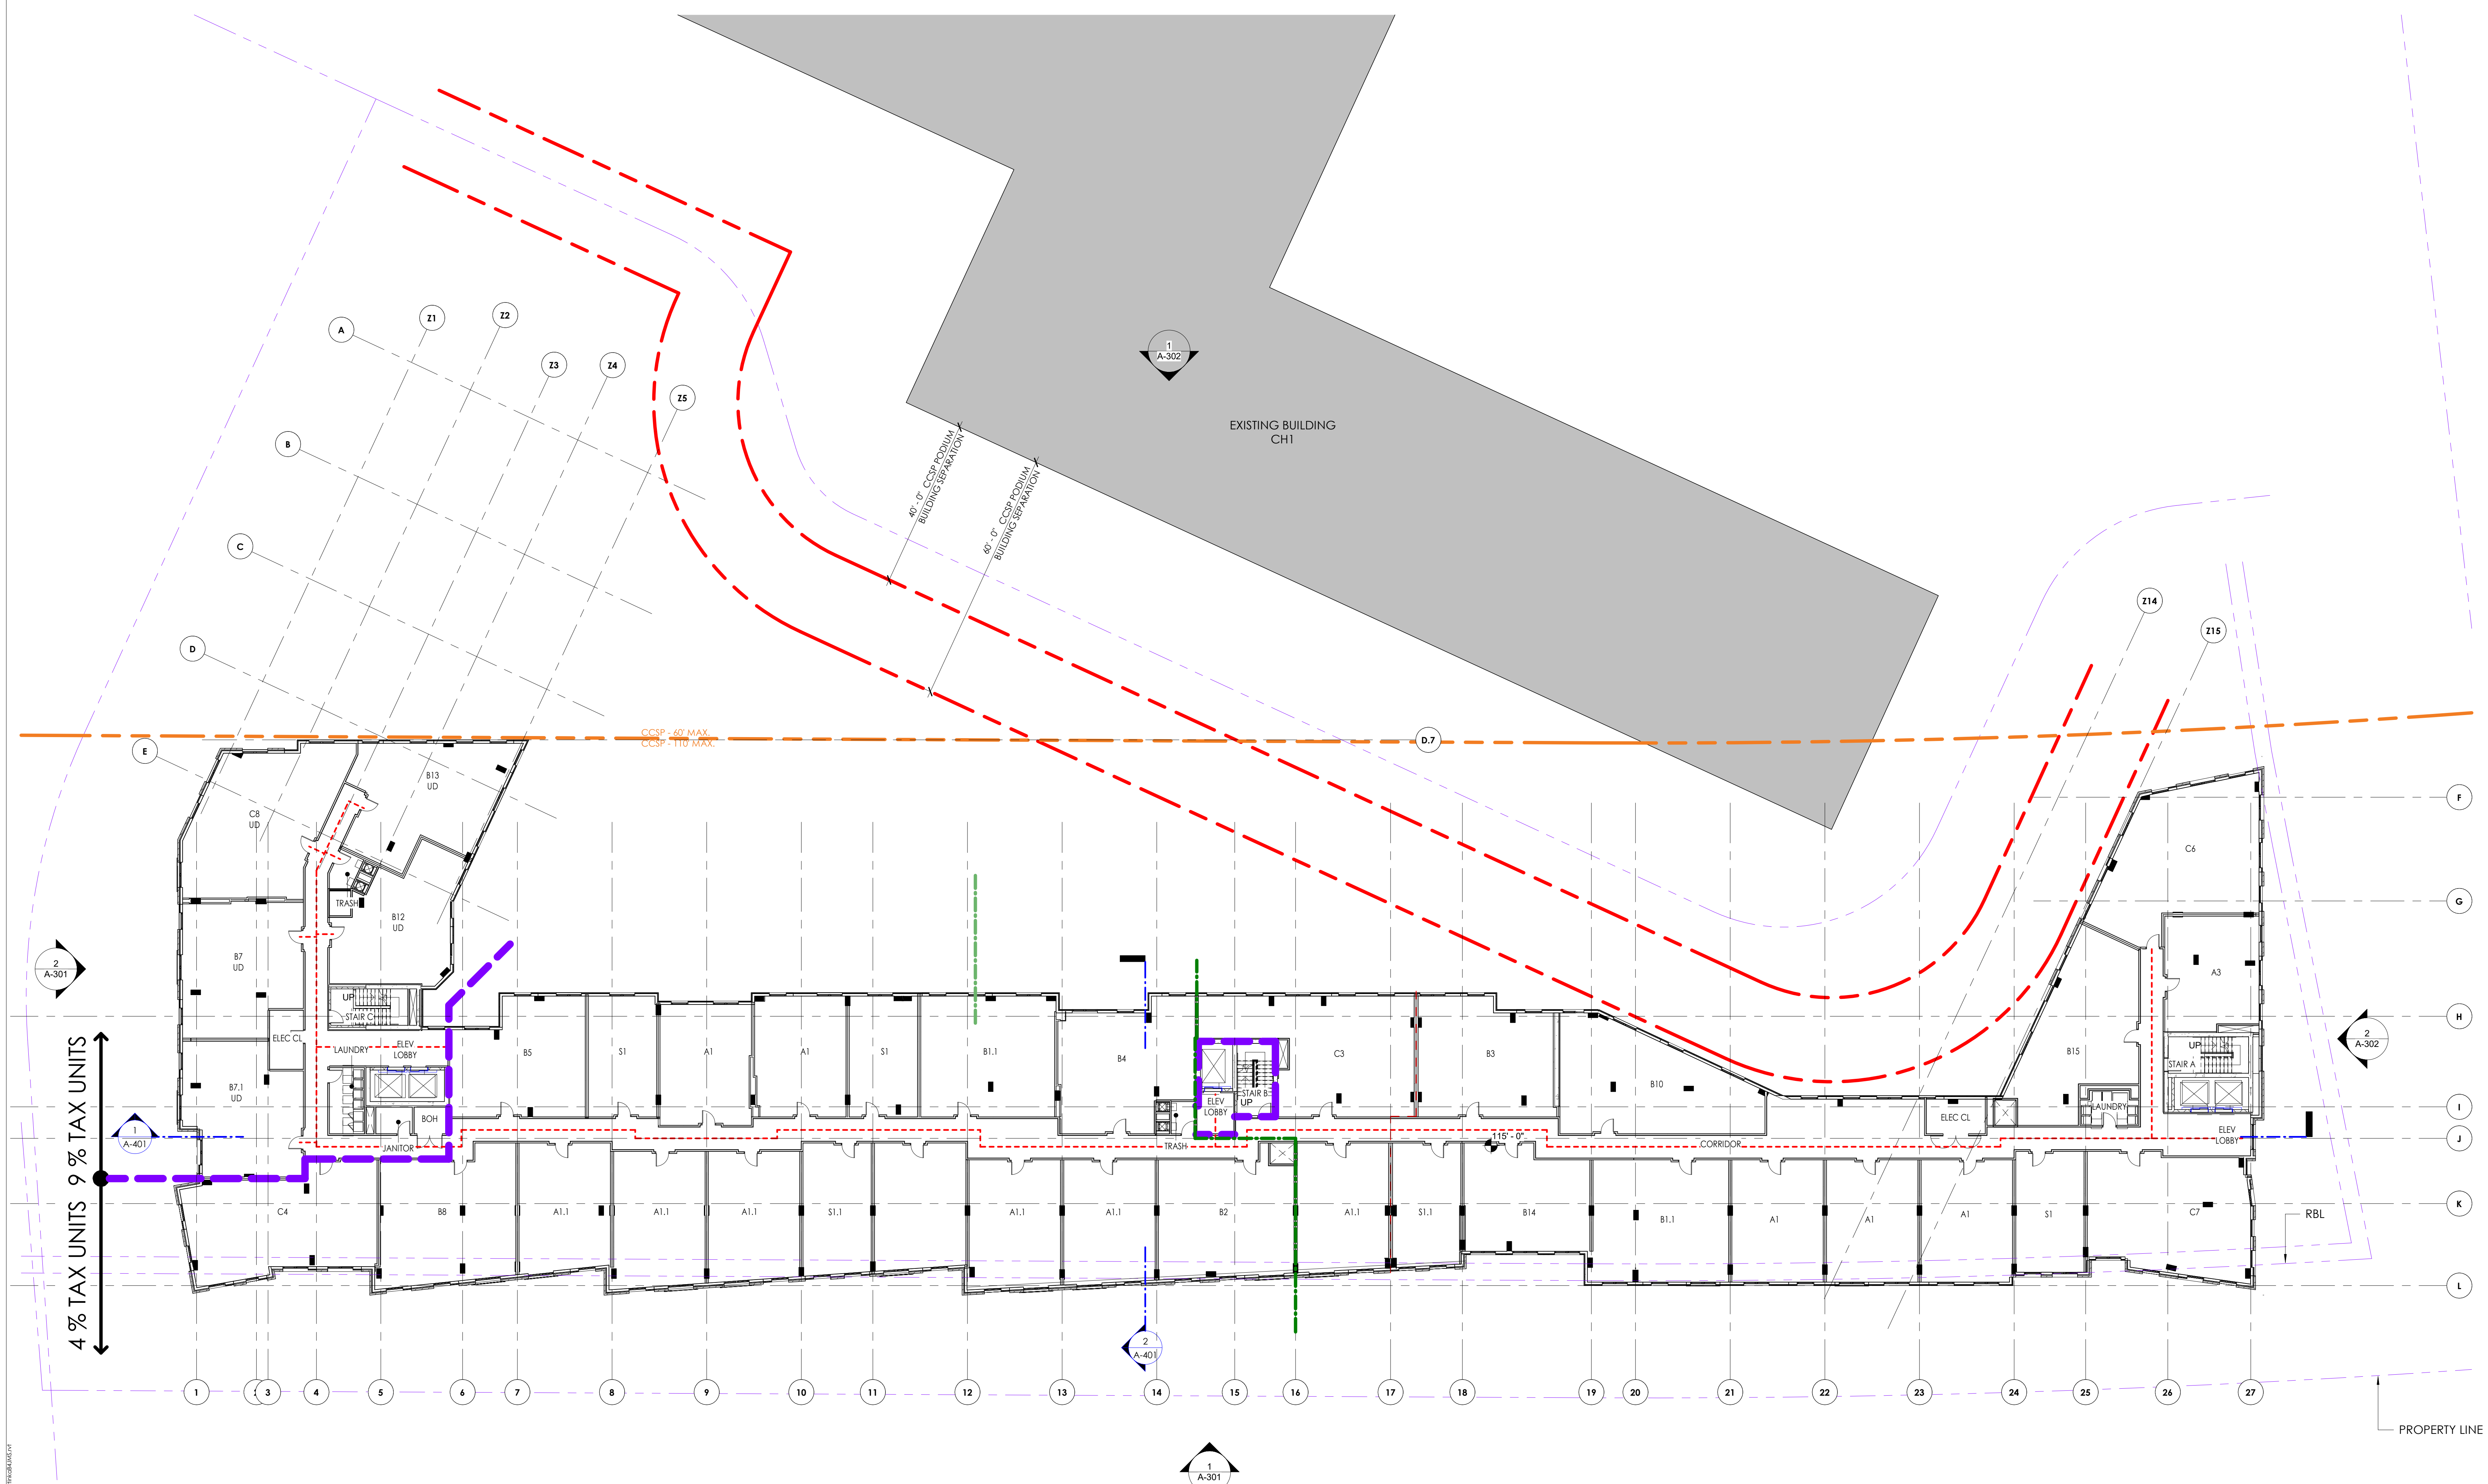 Z1
Z2
A
Z3
Z4
Z5
B
C
D
E
1
A-302
EXISTING BUILDING
CH1
40' - 0" CCSP PODIUM
BUILDING SEPARATION
60' - 0" CCSP PODIUM
BUILDING SEPARATION
Z14
Z15
CCSP - 60' MAX.
CCSP - 110' MAX.
D.7
F
G
H
I
J
K
L
B13
UD
C8
UD
TRASH
B12
UD
B7
UD
2
A-301
UP
STAIR C
ELEC CL
LAUNDRY
ELEV
LOBBY
B7.1
UD
BOH
JANITOR
1
A-401
9 % TAX UNITS
4 % TAX UNITS
B5
S1
A1
A1
S1
B1.1
B4
ELEV
LOBBY
STAIR B
UP
TRASH
C3
B3
B10
115' - 0"
CORRIDOR
ELEC CL
B15
LAUNDRY
C6
A3
UP
STAIR A
ELEV
LOBBY
2
A-302
C4
B8
A1.1
A1.1
A1.1
S1.1
A1.1
A1.1
B2
A1.1
S1.1
B14
B1.1
A1
A1
A1
S1
C7
RBL
2
A-401
1
3
4
5
6
7
8
9
10
11
12
13
14
15
16
17
18
19
20
21
22
23
24
25
26
27
PROPERTY LINE
1
A-301